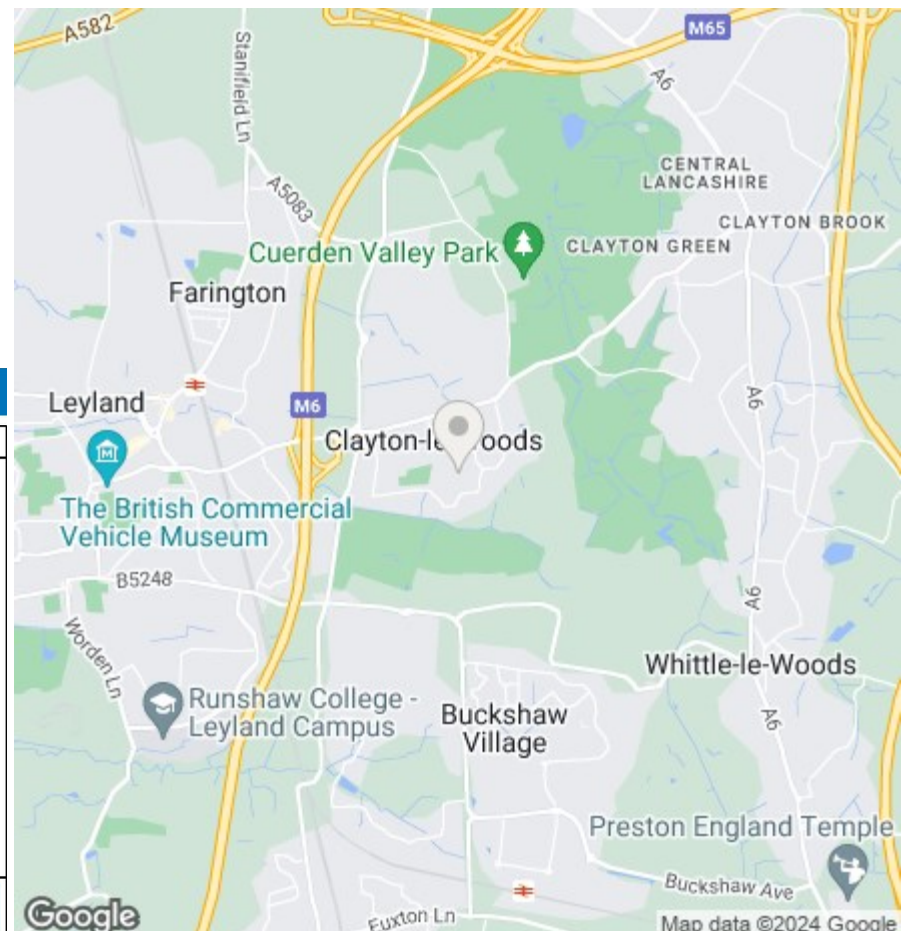 A582
M65
Stanifield Ln
A6
CENTRAL
LANCASHIRE
A5083
CLAYTON BROOK
CLAYTON GREEN
Cuerden Valley Park
Farington
Leyland
M6
A6
Clayton-le-Woods
The British Commercial
Vehicle Museum
B5248
A6
Worden Ln
Whittle-le-Woods
Runshaw College -
Leyland Campus
Buckshaw
Village
A6
Preston England Temple
Buckshaw Ave
Google
Euxton Ln
Map data ©2024 Google